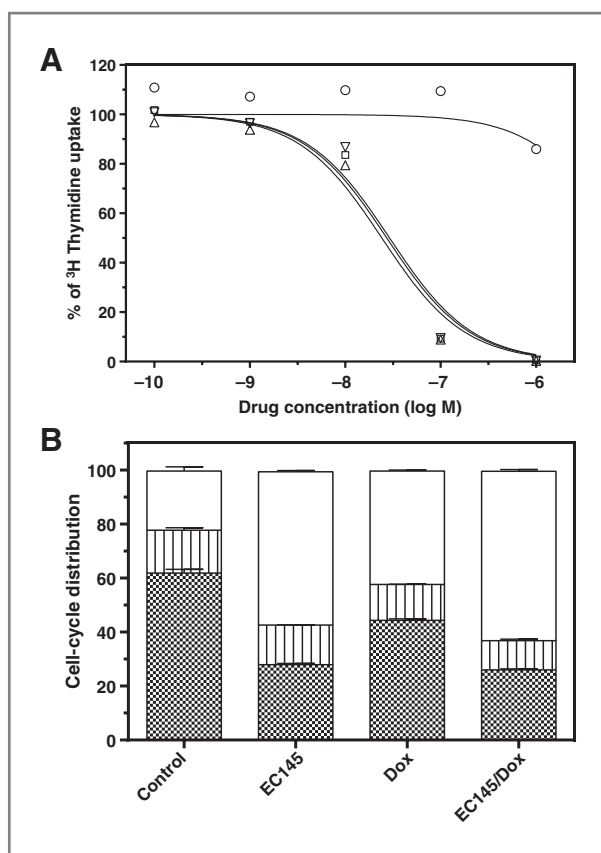 A
120
100
80
60
40
20
0
% of ³H Thymidine uptake
–10 –9 –8 –7 –6
Drug concentration (log M)
B
100
80
60
40
20
0
Cell-cycle distribution
Control EC145 Dox EC145/Dox